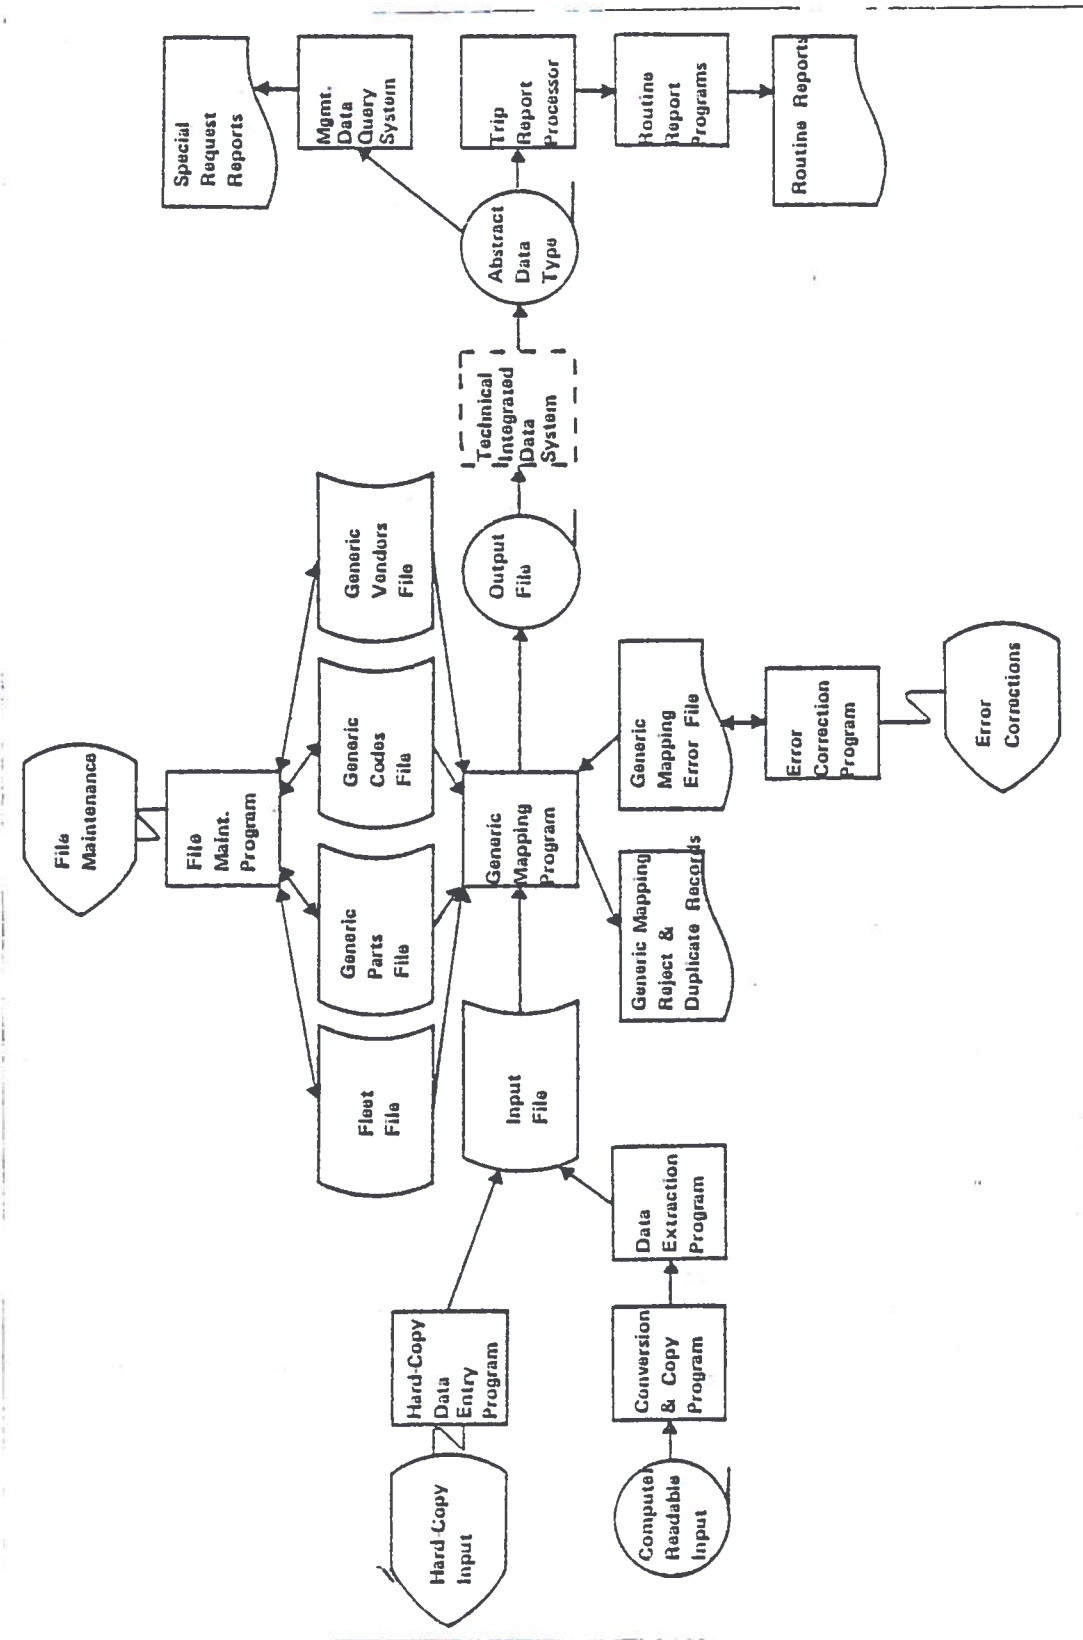 File
Maintenance
File
Maint.
Program
Fleet
File
Generic
Parts
File
Generic
Codes
File
Generic
Vendors
File
Special
Request
Reports
Mgmt.
Data
Query
System
Hard-Copy
Input
Hard-Copy
Data
Entry
Program
Input
File
Generic
Mapping
Program
Output
File
Technical
Integrated
Data
System
Abstract
Data
Type
Trip
Report
Processor
Computer
Readable
Input
Conversion
& Copy
Program
Data
Extraction
Program
Generic Mapping
Reject &
Duplicate Records
Generic
Mapping
Error File
Routine
Report
Programs
Error
Correction
Program
Routine Reports
Error
Corrections